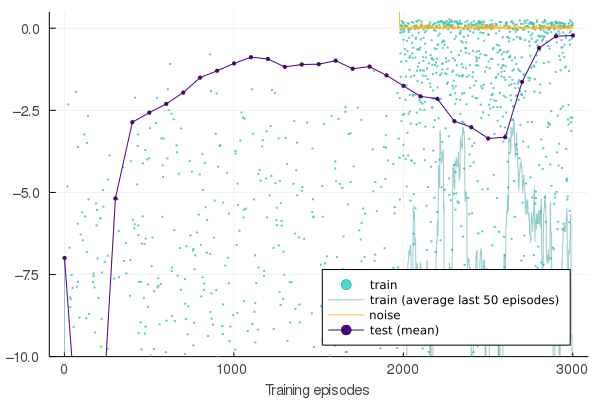 0.0
−2.5
−5.0
−7.5
−10.0
train
train (average last 50 episodes)
noise
test (mean)
0 1000 2000 3000
Training episodes